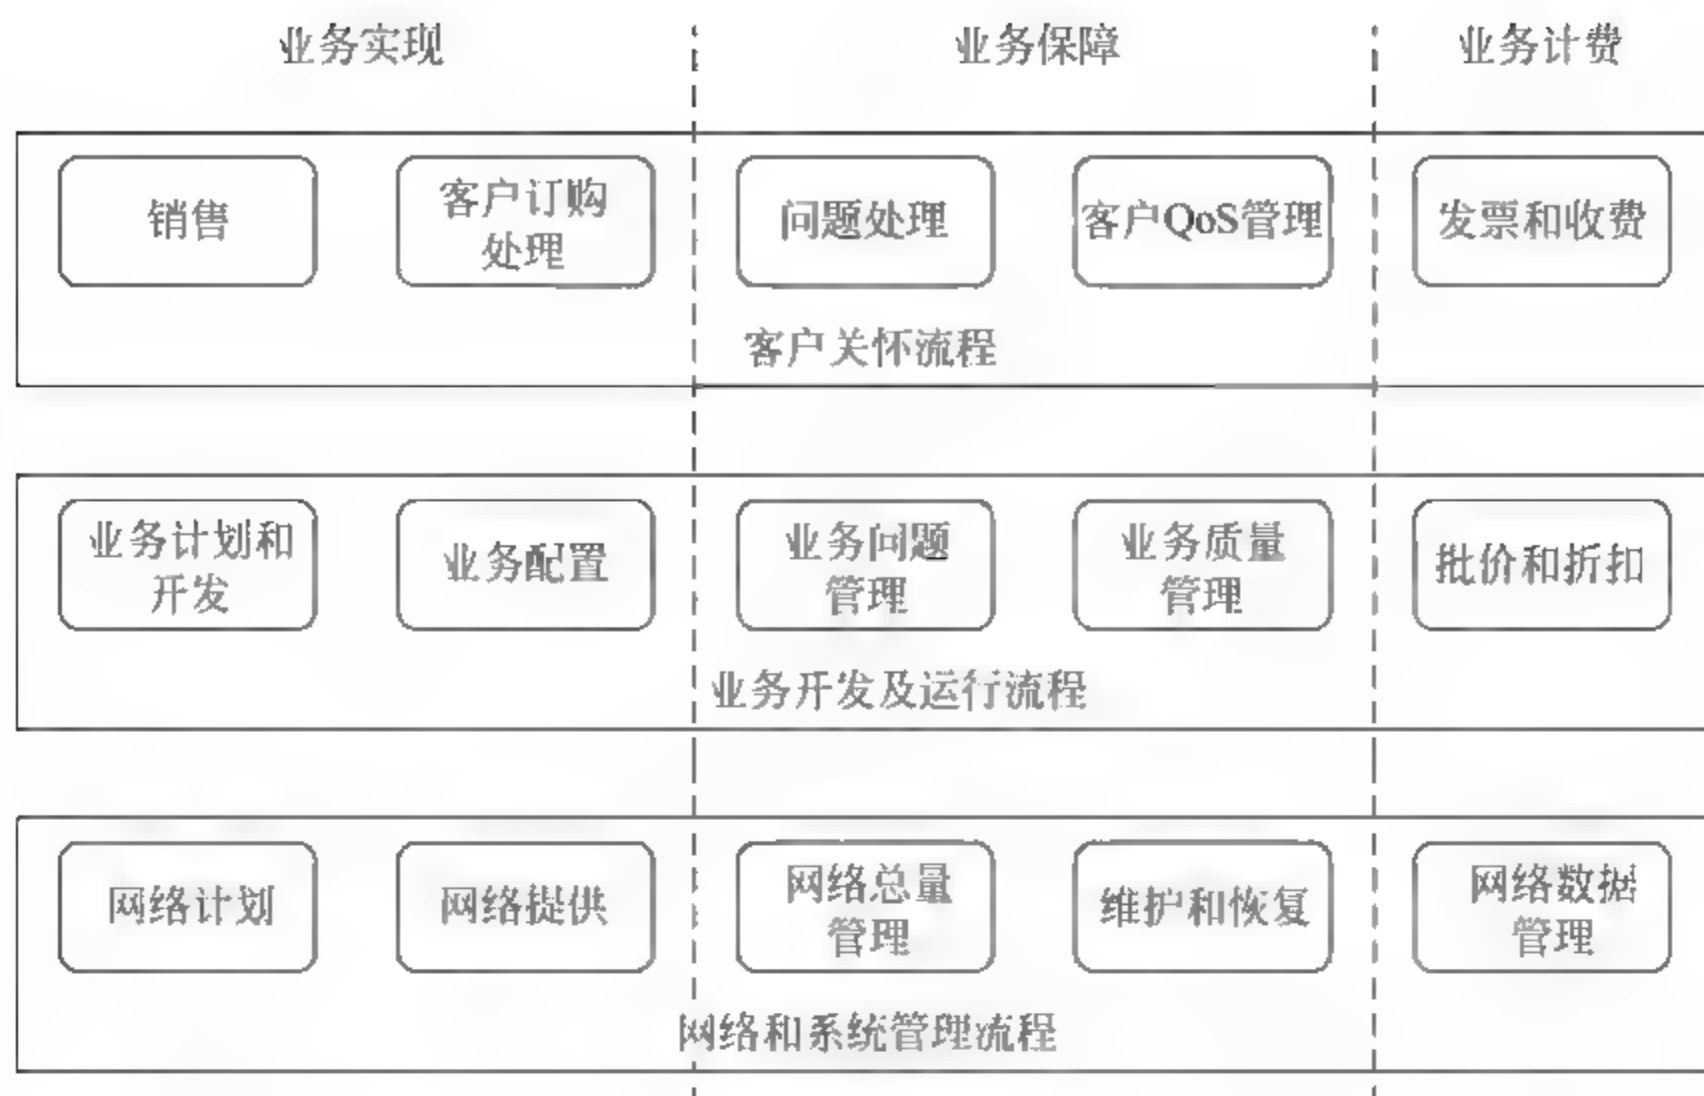 业务实现
业务保障
业务计费
销售
客户订购
处理
问题处理
客户QoS管理
发票和收费
客户关怀流程
业务计划和
开发
业务配置
业务问题
管理
业务质量
管理
批价和折扣
业务开发及运行流程
网络计划
网络提供
网络总量
管理
维护和恢复
网络数据
管理
网络和系统管理流程